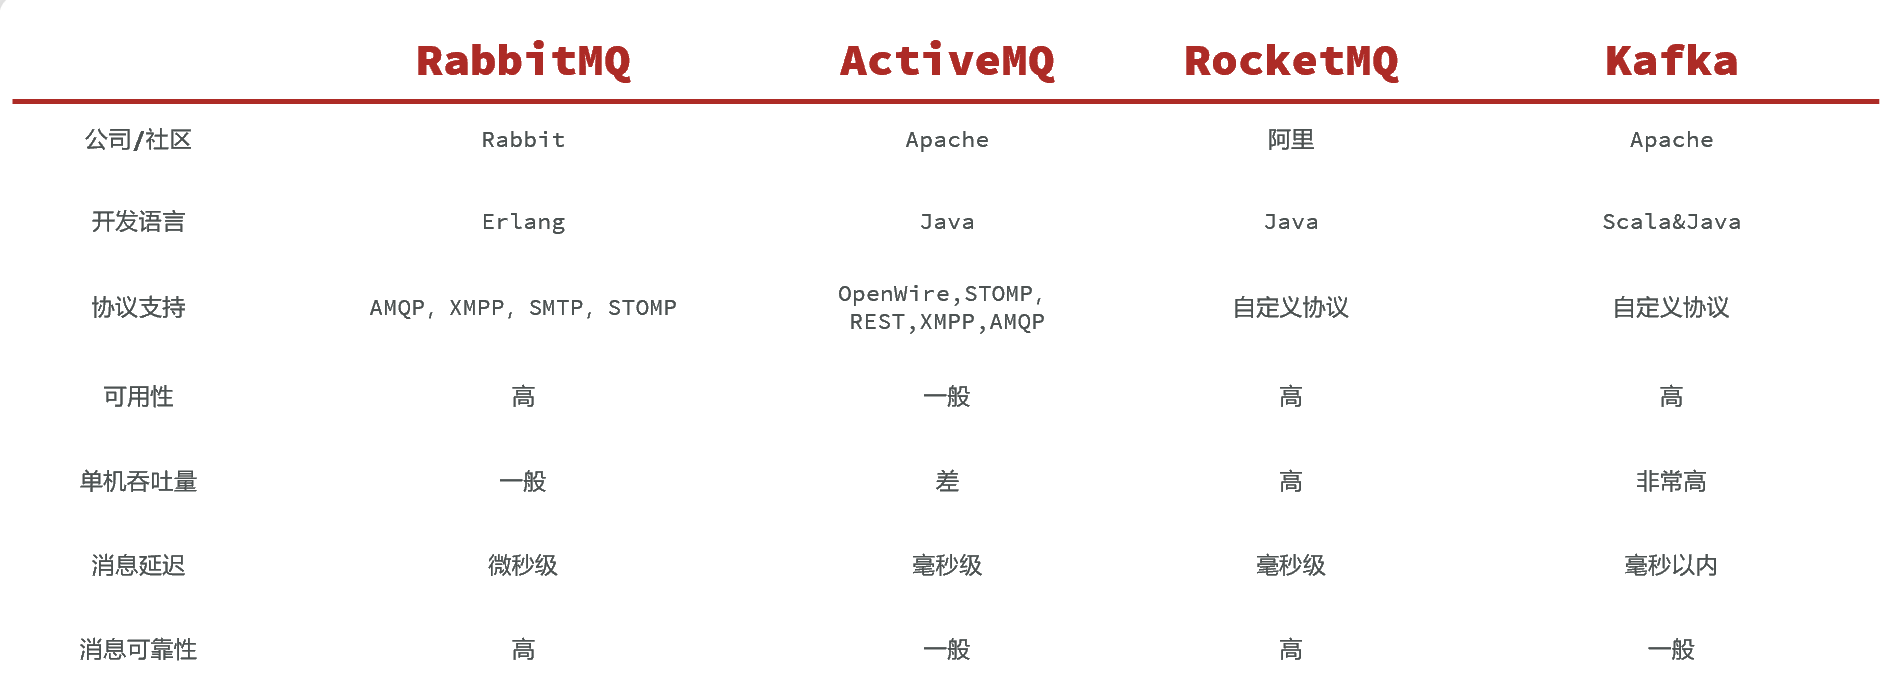 RabbitMQ ActiveMQ RocketMQ Kafka
公司/社区 Rabbit Apache 阿里 Apache
开发语言 Erlang Java Java Scala&Java
协议支持 AMQP, XMPP, SMTP, STOMP OpenWire,STOMP, REST,XMPP,AMQP 自定义协议 自定义协议
可用性 高 一般 高 高
单机吞吐量 一般 差 高 非常高
消息延迟 微秒级 毫秒级 毫秒级 毫秒以内
消息可靠性 高 一般 高 一般